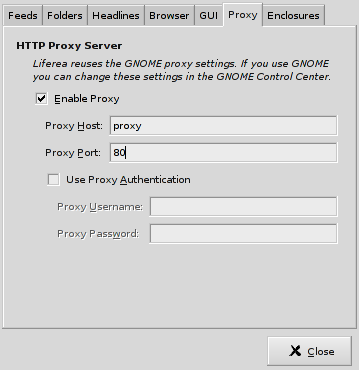 Feeds Folders Headlines Browser GUI Proxy Enclosures
HTTP Proxy Server
Liferea reuses the GNOME proxy settings. If you use GNOME
you can change these settings in the GNOME Control Center.
Enable Proxy
Proxy Host: proxy
Proxy Port: 80
Use Proxy Authentication
Proxy Username:
Proxy Password:
Close